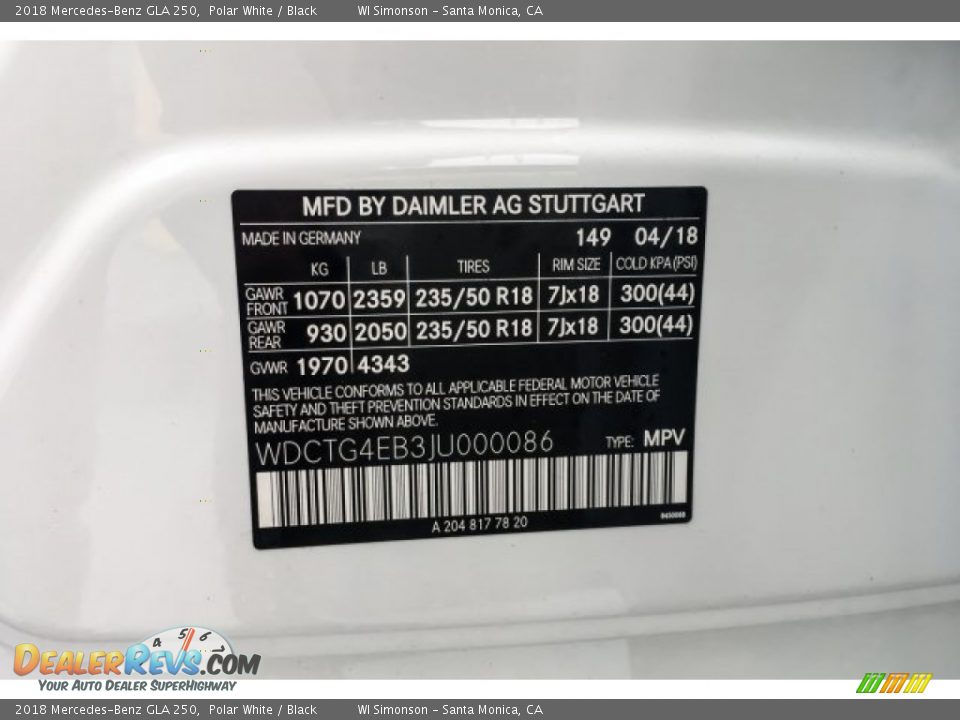 2018 Mercedes-Benz GLA 250, Polar White / Black WI Simonson - Santa Monica, CA
MFD BY DAIMLER AG STUTTGART
MADE IN GERMANY 149 04/18
KG LB TIRES RIM SIZE COLD KPA (PSI)
GAWR FRONT 1070 2359 235/50 R18 7Jx18 300(44)
GAWR REAR 930 2050 235/50 R18 7Jx18 300(44)
GVWR 1970 4343
THIS VEHICLE CONFORMS TO ALL APPLICABLE FEDERAL MOTOR VEHICLE
SAFETY AND THEFT PREVENTION STANDARDS IN EFFECT ON THE DATE OF
MANUFACTURE SHOWN ABOVE.
WDCTG4EB3JU000086 TYPE: MPV
A 204 817 78 20
4 5 6 7
DEALERREVS.COM
YOUR AUTO DEALER SUPERHIGHWAY
2018 Mercedes-Benz GLA 250, Polar White / Black WI Simonson - Santa Monica, CA